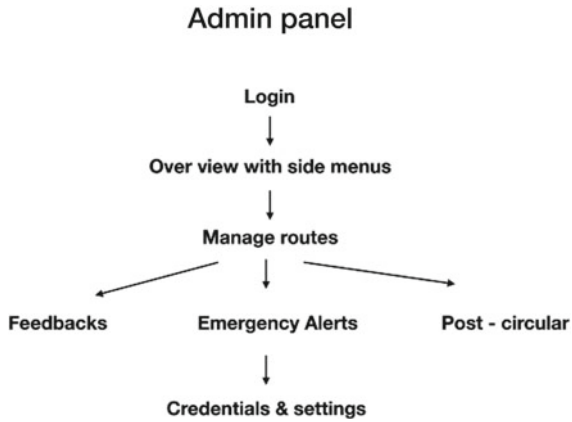 Admin panel
Login
Over view with side menus
Manage routes
Feedbacks
Emergency Alerts
Post - circular
Credentials & settings